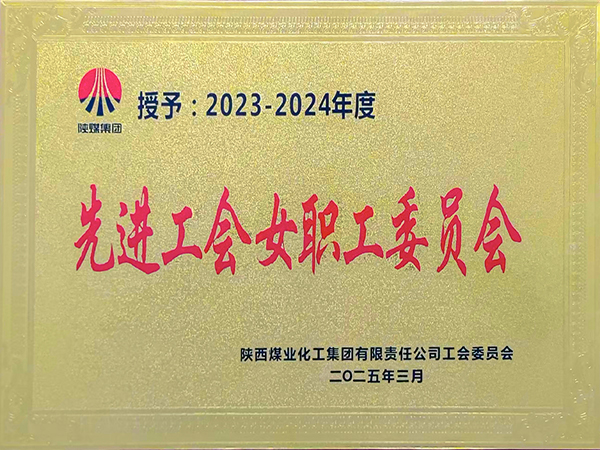 陕煤集团
授予：2023-2024年度
先进工会女职工委员会
陕西煤业化工集团有限责任公司工会委员会
二〇二五年三月